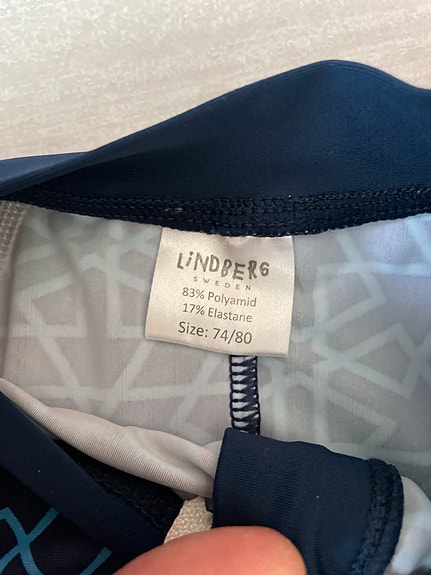 LiNDBERG
SWEDEN
83% Polyamid
17% Elastane
Size: 74/80